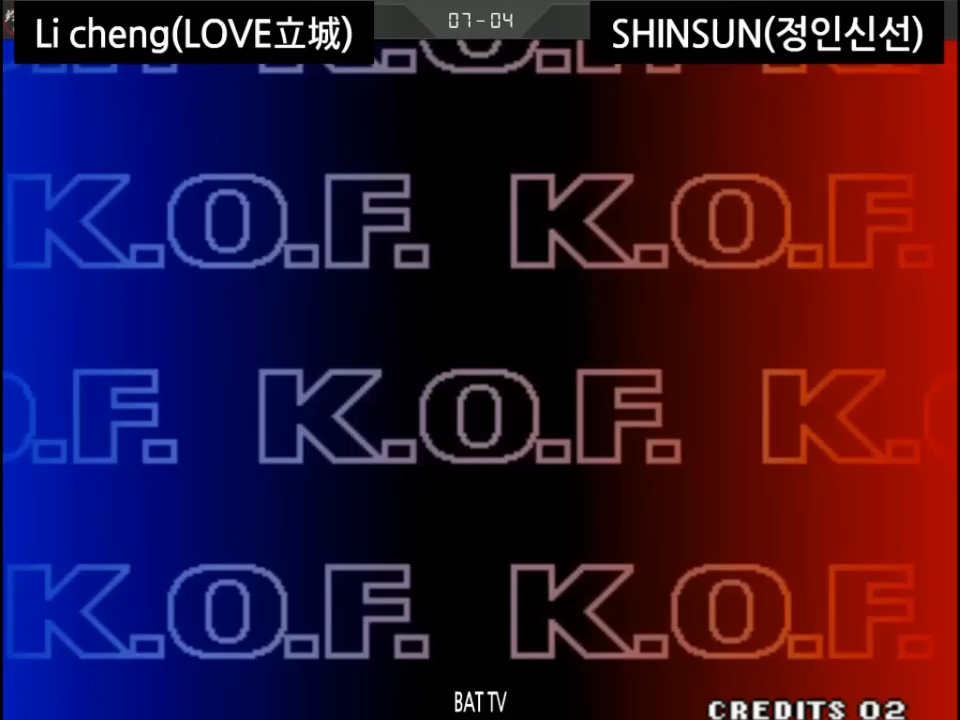 Li cheng(LOVE立城)
07-04
SHINSUN(정인신선)
K.O.F. K.O.F.
O.F. K.O.F. K.O
K.O.F. K.O.F.
BAT TV
CREDITS 02